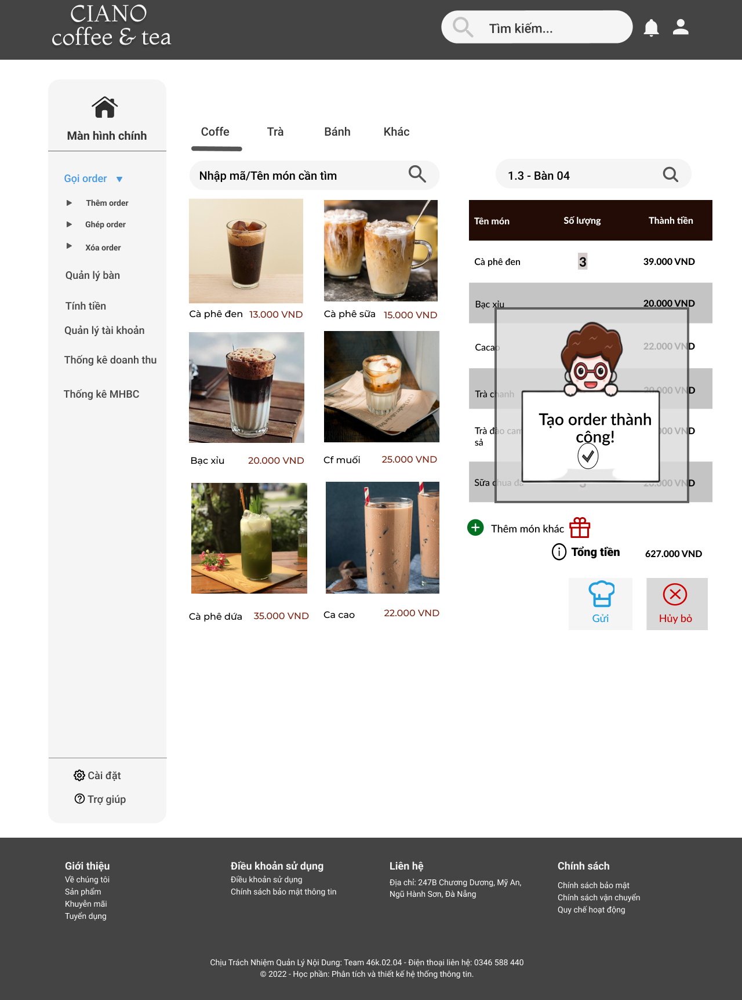 CIANO
coffee & tea
Tìm kiếm...
Màn hình chính
Gọi order
Thêm order
Ghép order
Xóa order
Quản lý bàn
Tính tiền
Quản lý tài khoản
Thống kê doanh thu
Thống kê MHBC
Cài đặt
Trợ giúp
Coffe Trà Bánh Khác
Nhập mã/Tên món cần tìm
Cà phê đen 13.000 VND
Cà phê sữa 15.000 VND
Bạc xỉu 20.000 VND
Cf muối 25.000 VND
Cà phê dứa 35.000 VND
Ca cao 22.000 VND
1.3 - Bàn 04
Tên món Số lượng Thành tiền
Cà phê đen 3 39.000 VND
Bạc xỉu 20.000 VND
Cacao 22.000 VND
Trà chanh 20.000 VND
Trà đào cam 000 VND
sả
Sữa chua đá 3 20.000 VND
Tạo order thành
công!
Thêm món khác
Tổng tiền 627.000 VND
Gửi
Hủy bỏ
Giới thiệu
Về chúng tôi
Sản phẩm
Khuyễn mãi
Tuyển dụng
Điều khoản sử dụng
Điều khoản sử dụng
Chính sách bảo mật thông tin
Liên hệ
Địa chỉ: 247B Chương Dương, Mỹ An,
Ngũ Hành Sơn, Đà Nẵng
Chính sách
Chính sách bảo mật
Chính sách vận chuyển
Quy chế hoạt động
Chịu Trách Nhiệm Quản Lý Nội Dung: Team 46k.02.04 - Điện thoại liên hệ: 0346 588 440
© 2022 - Học phần: Phân tích và thiết kế hệ thống thông tin.